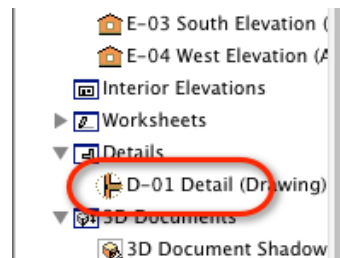 E-03 South Elevation (
E-04 West Elevation (A
Interior Elevations
Worksheets
Details
D-01 Detail (Drawing)
3D Documents
3D Document Shadow